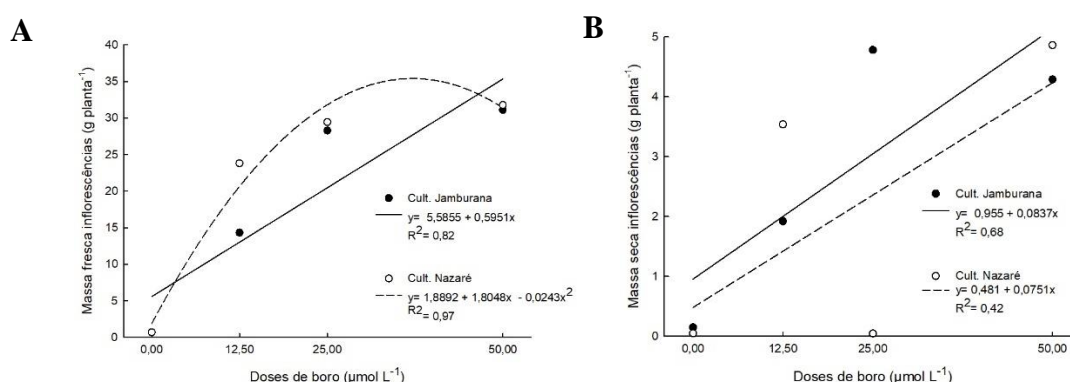 A
Massa fresca inflorescências (g planta⁻¹)
40
35
30
25
20
15
10
5
0
Cult. Jamburana
y= 5,5855 + 0,5951x
R² = 0,82
Cult. Nazaré
y= 1,8892 + 1,8048x - 0,0243x²
R² = 0,97
0,00 12,50 25,00 50,00
Doses de boro (µmol L⁻¹)
B
Massa seca inflorescências (g planta⁻¹)
5
4
3
2
1
0
Cult. Jamburana
y= 0,955 + 0,0837x
R² = 0,68
Cult. Nazaré
y= 0,481 + 0,0751x
R² = 0,42
0,00 12,50 25,00 50,00
Doses de boro (µmol L⁻¹)